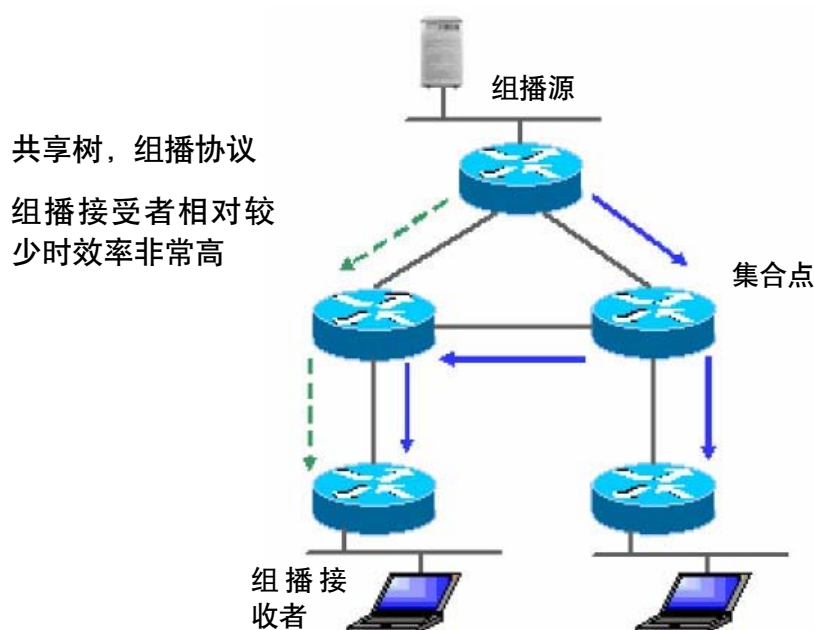 组播源
共享树，组播协议
组播接受者相对较
少时效率非常高
集合点
组播接
收者